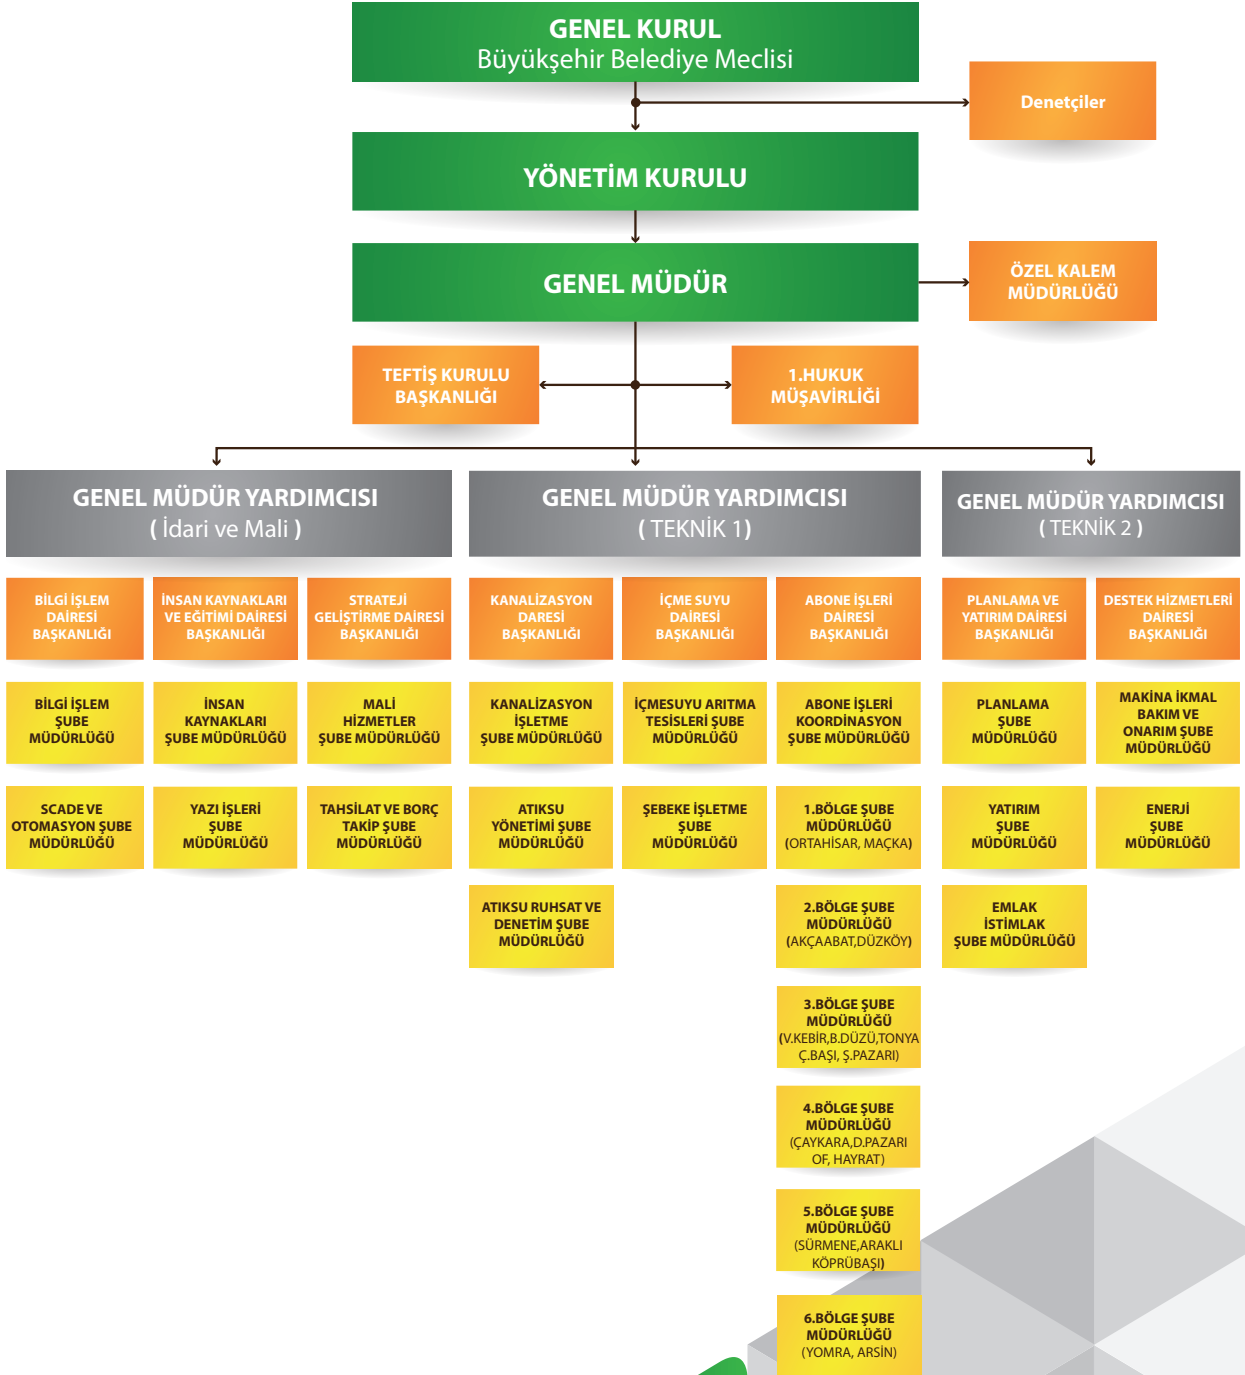 GENEL KURUL
Büyükşehir Belediye Meclisi
Denetçiler
YÖNETİM KURULU
GENEL MÜDÜR
ÖZEL KALEM
MÜDÜRLÜĞÜ
TEFTİŞ KURULU
BAŞKANLIĞI
1.HUKUK
MÜŞAVİRLİĞİ
GENEL MÜDÜR YARDIMCISI
( İdari ve Mali )
GENEL MÜDÜR YARDIMCISI
( TEKNİK 1)
GENEL MÜDÜR YARDIMCISI
( TEKNİK 2 )
BİLGİ İŞLEM
DAİRESİ
BAŞKANLIĞI
İNSAN KAYNAKLARI
VE EĞİTİMİ DAİRESİ
BAŞKANLIĞI
STRATEJİ
GELİŞTİRME DAİRESİ
BAŞKANLIĞI
KANALİZASYON
DARESİ
BAŞKANLIĞI
İÇME SUYU
DAİRESİ
BAŞKANLIĞI
ABONE İŞLERİ
DAİRESİ
BAŞKANLIĞI
PLANLAMA VE
YATIRIM DAİRESİ
BAŞKANLIĞI
DESTEK HİZMETLERİ
DAİRESİ
BAŞKANLIĞI
BİLGİ İŞLEM
ŞUBE
MÜDÜRLÜĞÜ
İNSAN
KAYNAKLARI
ŞUBE MÜDÜRLÜĞÜ
MALİ
HİZMETLER
ŞUBE MÜDÜRLÜĞÜ
KANALİZASYON
İŞLETME
ŞUBE MÜDÜRLÜĞÜ
İÇMESUYU ARITMA
TESİSLERİ ŞUBE
MÜDÜRLÜĞÜ
ABONE İŞLERİ
KOORDİNASYON
ŞUBE MÜDÜRLÜĞÜ
PLANLAMA
ŞUBE
MÜDÜRLÜĞÜ
MAKİNA İKMAL
BAKIM VE
ONARIM ŞUBE
MÜDÜRLÜĞÜ
SCADE VE
OTOMASYON ŞUBE
MÜDÜRLÜĞÜ
YAZI İŞLERİ
ŞUBE
MÜDÜRLÜĞÜ
TAHSİLAT VE BORÇ
TAKİP ŞUBE
MÜDÜRLÜĞÜ
ATIKSU
YÖNETİMİ ŞUBE
MÜDÜRLÜĞÜ
ŞEBEKE İŞLETME
ŞUBE
MÜDÜRLÜĞÜ
1.BÖLGE ŞUBE
MÜDÜRLÜĞÜ
(ORTAHİSAR, MAÇKA)
YATIRIM
ŞUBE
MÜDÜRLÜĞÜ
ENERJİ
ŞUBE
MÜDÜRLÜĞÜ
ATIKSU RUHSAT VE
DENETİM ŞUBE
MÜDÜRLÜĞÜ
2.BÖLGE ŞUBE
MÜDÜRLÜĞÜ
(AKÇAABAT,DÜZKÖY)
EMLAK
İSTİMLAK
ŞUBE MÜDÜRLÜĞÜ
3.BÖLGE ŞUBE
MÜDÜRLÜĞÜ
(V.KEBİR,B.DÜZÜ,TONYA
Ç.BAŞI, Ş.PAZARI)
4.BÖLGE ŞUBE
MÜDÜRLÜĞÜ
(ÇAYKARA,D.PAZARI
OF, HAYRAT)
5.BÖLGE ŞUBE
MÜDÜRLÜĞÜ
(SÜRMENE,ARAKLI
KÖPRÜBAŞI)
6.BÖLGE ŞUBE
MÜDÜRLÜĞÜ
(YOMRA, ARSİN)